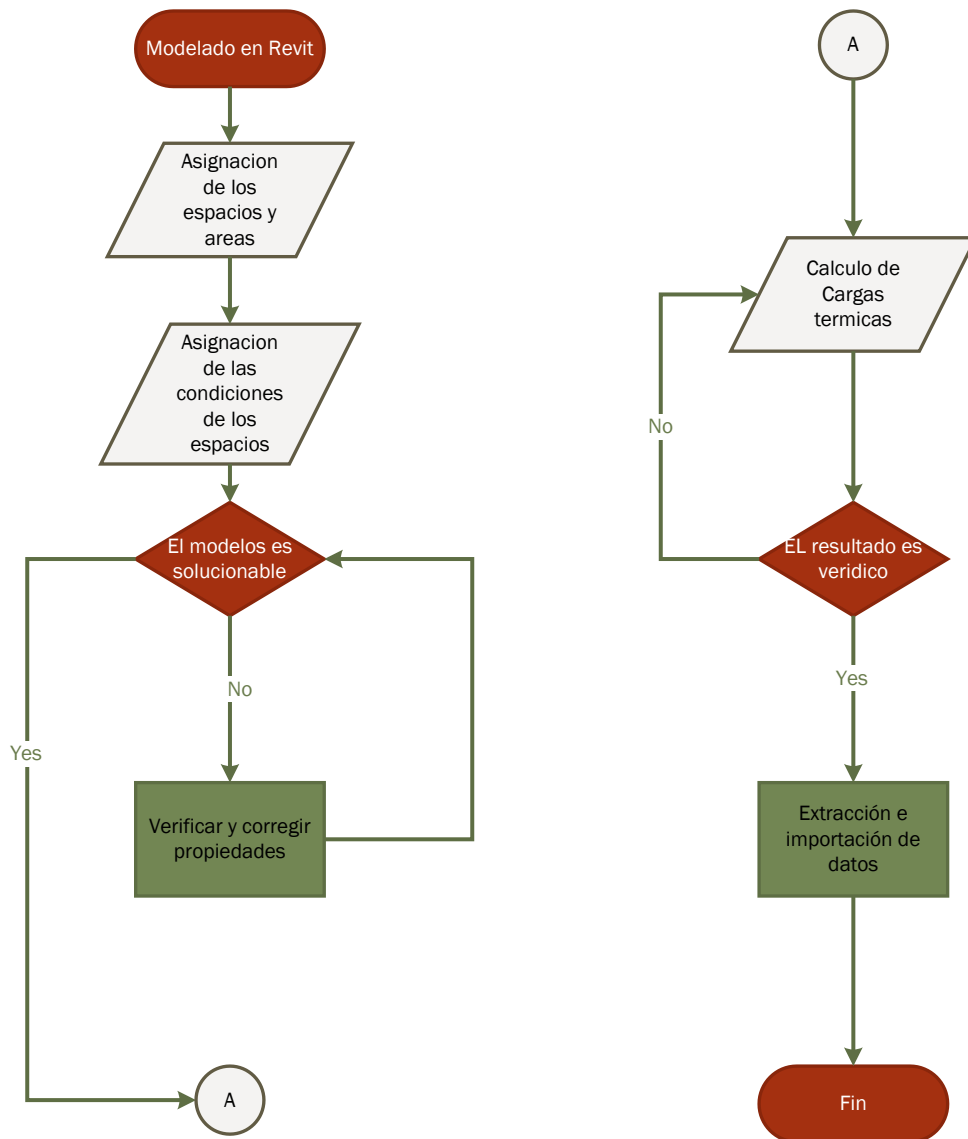 Modelado en Revit
Asignacion
de los
espacios y
areas
Asignacion
de las
condiciones
de los
espacios
El modelos es
solucionable
No
Yes
Verificar y corregir
propiedades
A
A
Calculo de
Cargas
termicas
No
EL resultado es
veridico
Yes
Extracción e
importación de
datos
Fin